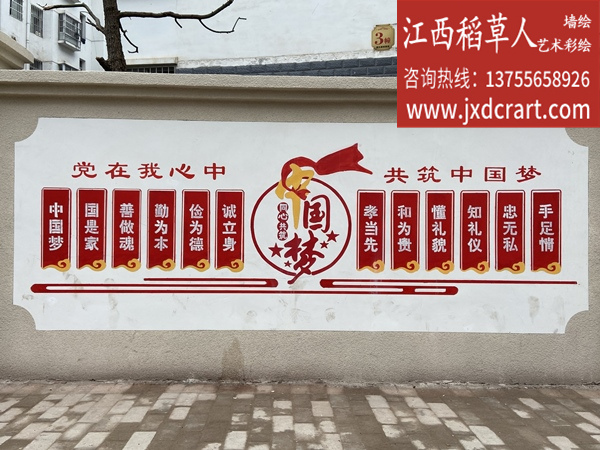 江西稻草人 墙绘
艺术彩绘
咨询热线：13755658926
www.jxdcrart.com
3幢
党在我心中
共筑中国梦
中国梦
国是家
善做魂
勤为本
俭为德
诚立身
中国梦
同心共筑
孝当先
和为贵
懂礼貌
知礼仪
忠无私
手足情